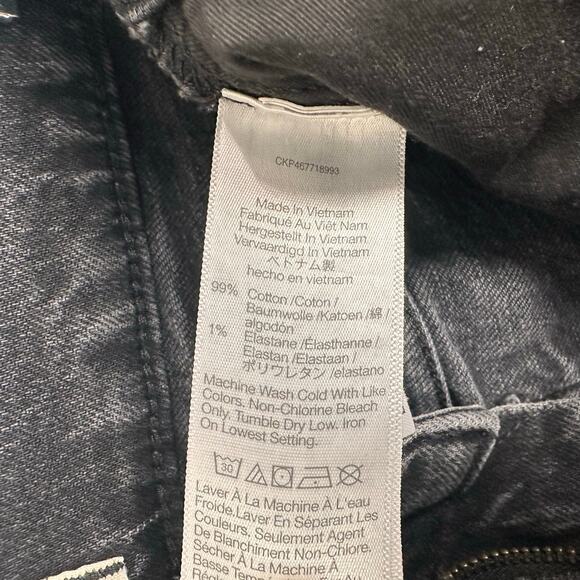 CKP467718993
Made In Vietnam
Fabriqué Au Viêt Nam
Hergestellt In Vietnam
Vervaardigd In Vietnam
ベトナム製
hecho en vietnam
99% Cotton /Coton/
Baumwolle /Katoen /綿 /
algodón
1% Elastane /Élasthanne/
Elastan /Elastaan/
ポリウレタン /elastano
Machine Wash Cold With Like
Colors. Non-Chlorine Bleach
Only. Tumble Dry Low. Iron
On Lowest Setting.
30
Laver À La Machine À L'eau
Froide.Laver En Séparant Les
Couleurs. Seulement Agent
De Blanchiment Non-Chlore.
Sécher À La Machine À
Basse